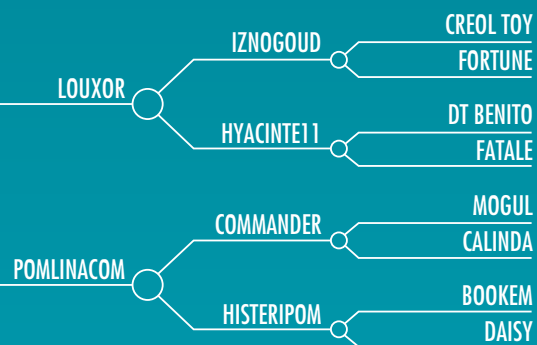 CREOL TOY
IZNOGOUD
FORTUNE
LOUXOR
DT BENITO
HYACINTE11
FATALE
MOGUL
COMMANDER
CALINDA
POMLINACOM
BOOKEM
HISTERIPOM
DAISY